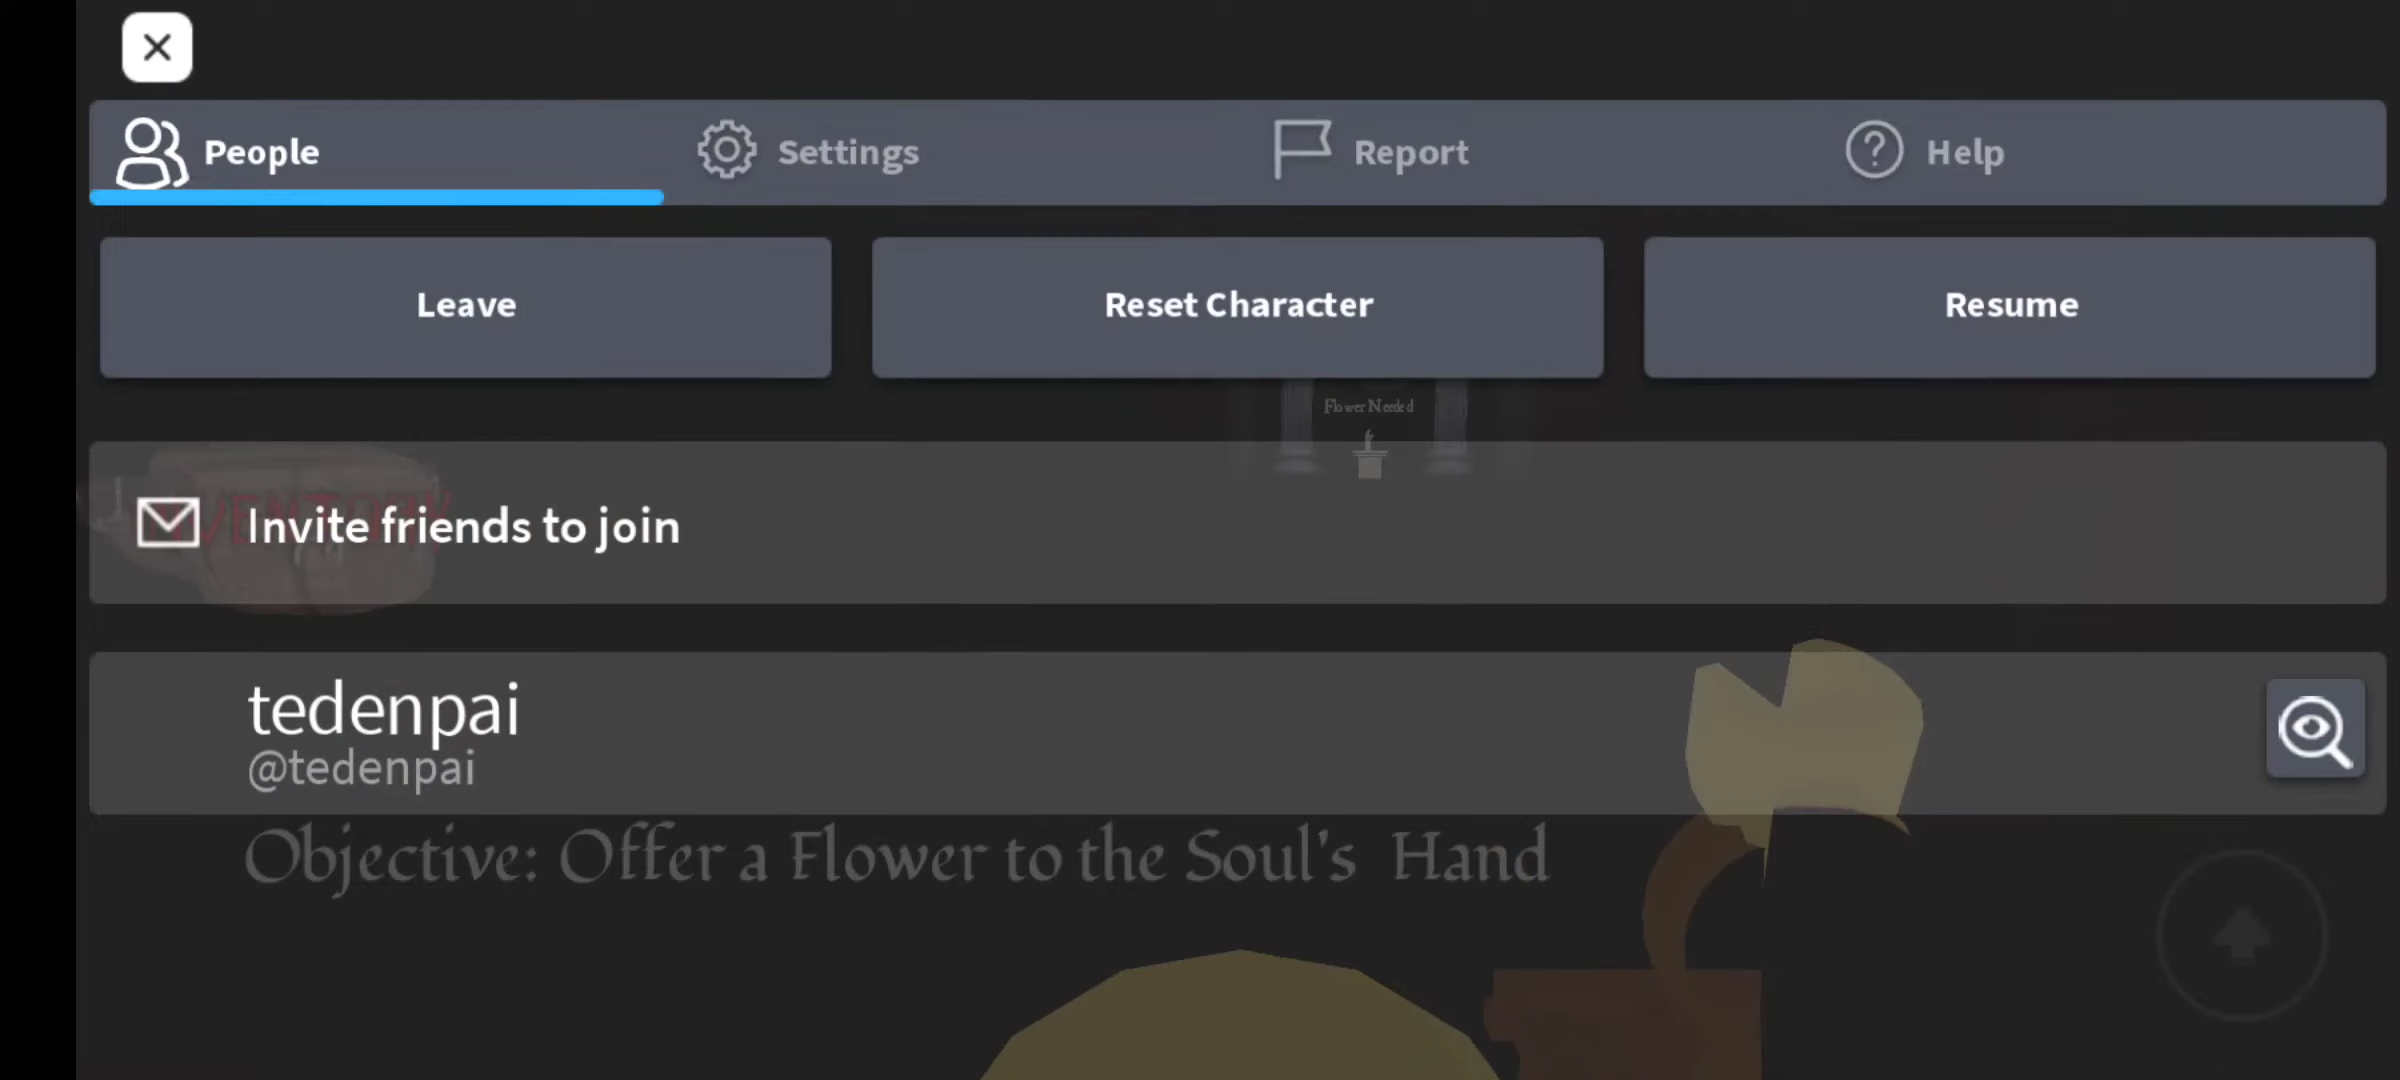 People
Settings
Report
Help
Leave
Reset Character
Resume
Flower Needed
INVENTORY
Invite friends to join
tedenpai
@tedenpai
Objective: Offer a Flower to the Soul's Hand